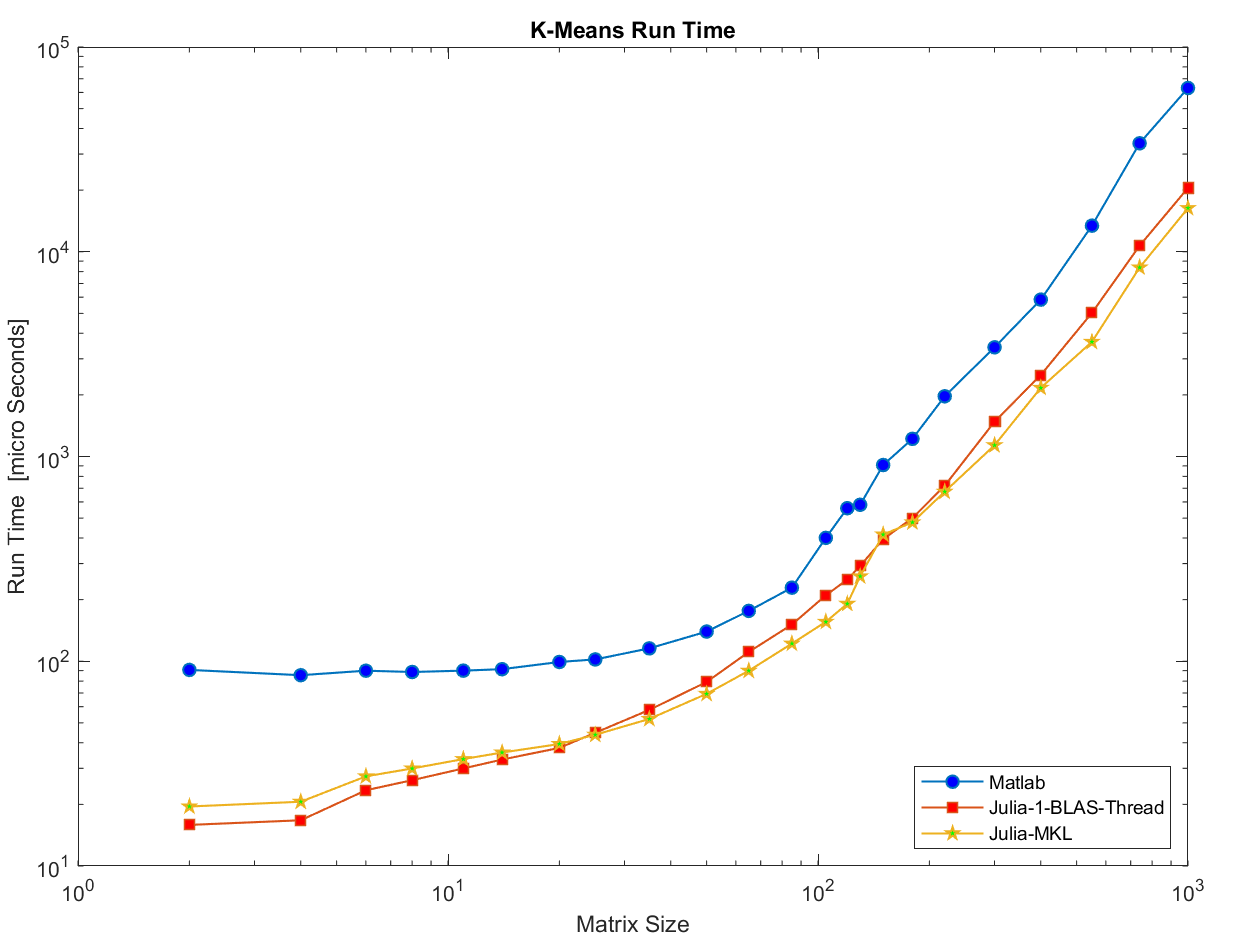 K-Means Run Time
10^5
10^4
10^3
10^2
10^1
Run Time [micro Seconds]
Matlab
Julia-1-BLAS-Thread
Julia-MKL
10^0
10^1
10^2
10^3
Matrix Size